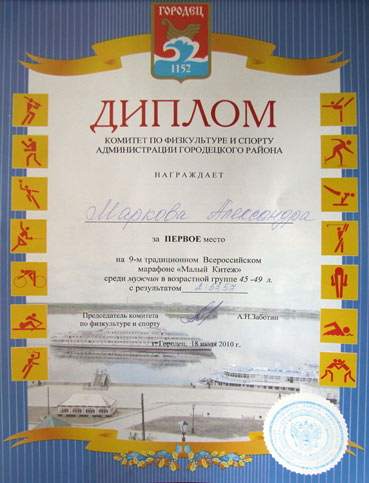 ГОРОДЕЦ
1152
ДИПЛОМ
КОМИТЕТ ПО ФИЗКУЛЬТУРЕ И СПОРТУ
АДМИНИСТРАЦИИ ГОРОДЕЦКОГО РАЙОНА
НАГРАЖДАЕТ
Маркова Александра
за ПЕРВОЕ место
на 9-м традиционном Всероссийском
марафоне «Малый Китеж»
среди мужчин в возрастной группе 45 -49 л.
с результатом
Председатель комитета
по физкультуре и спорту А.Н.Заботин
г. Городец, 18 июля 2010 г.